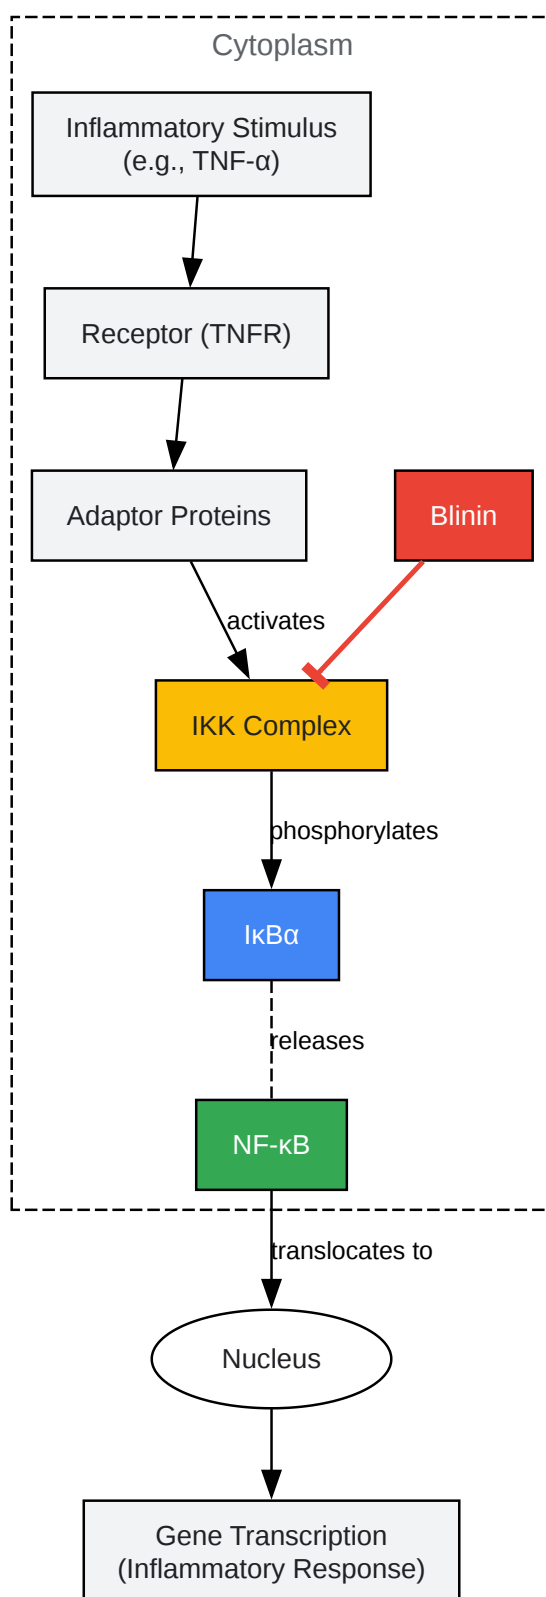 Cytoplasm
Inflammatory Stimulus
(e.g., TNF-α)
Receptor (TNFR)
Adaptor Proteins
Blinin
activates
IKK Complex
phosphorylates
IκBα
releases
NF-κB
translocates to
Nucleus
Gene Transcription
(Inflammatory Response)